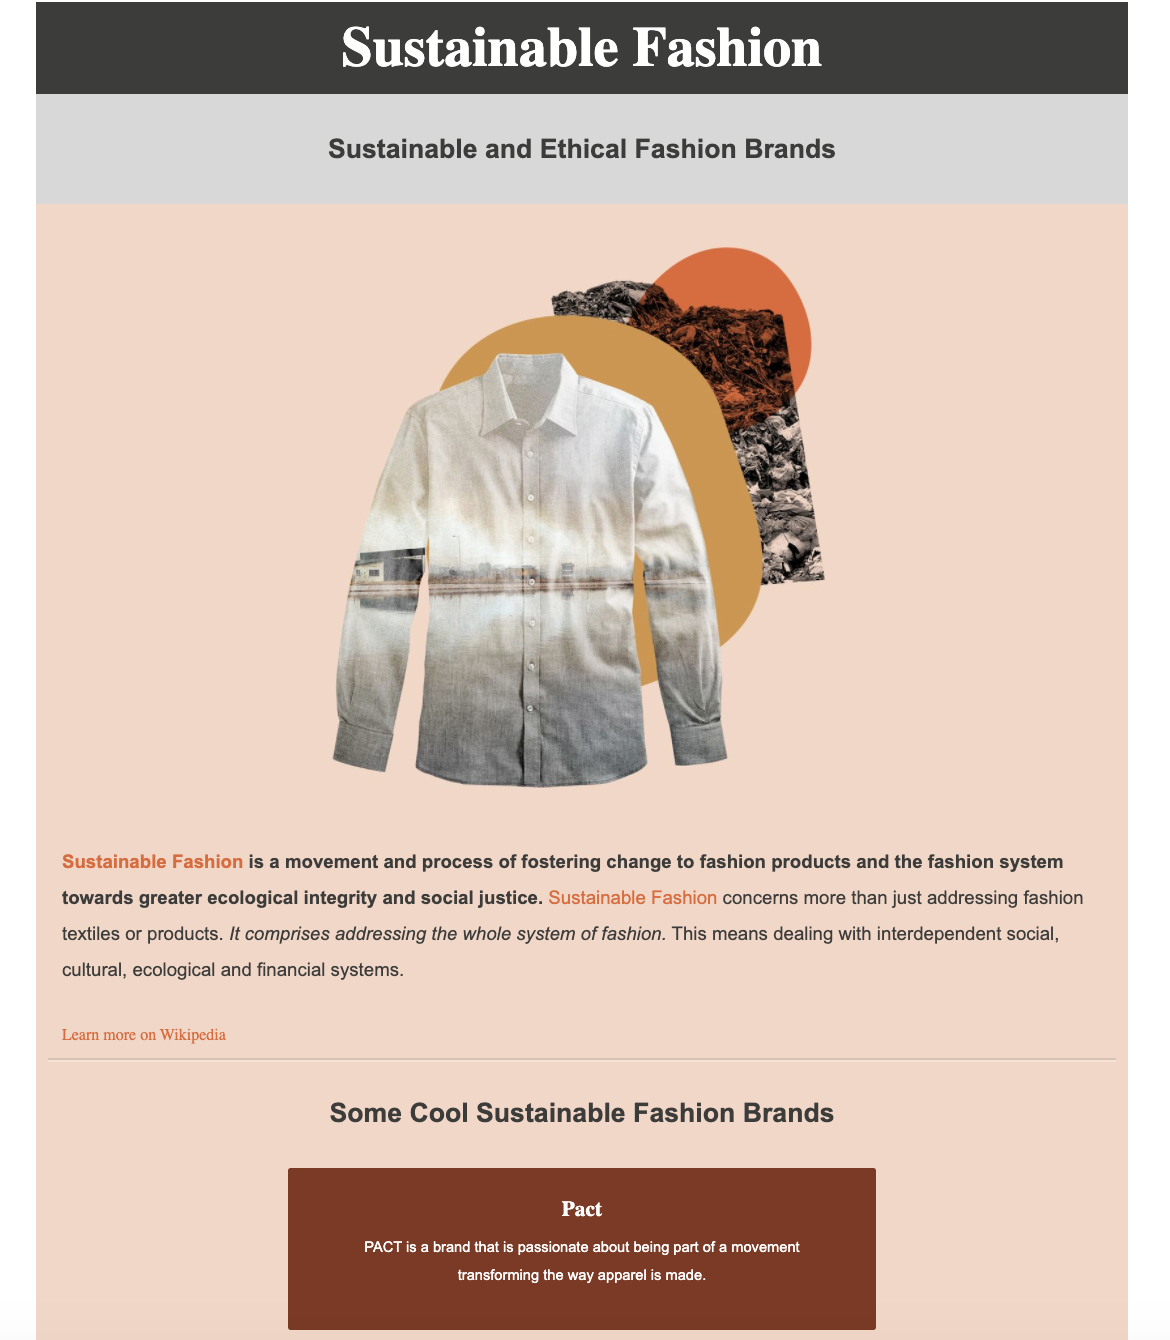 Sustainable Fashion
Sustainable and Ethical Fashion Brands
Sustainable Fashion is a movement and process of fostering change to fashion products and the fashion system
towards greater ecological integrity and social justice. Sustainable Fashion concerns more than just addressing fashion
textiles or products. It comprises addressing the whole system of fashion. This means dealing with interdependent social,
cultural, ecological and financial systems.
Learn more on Wikipedia
Some Cool Sustainable Fashion Brands
Pact
PACT is a brand that is passionate about being part of a movement
transforming the way apparel is made.